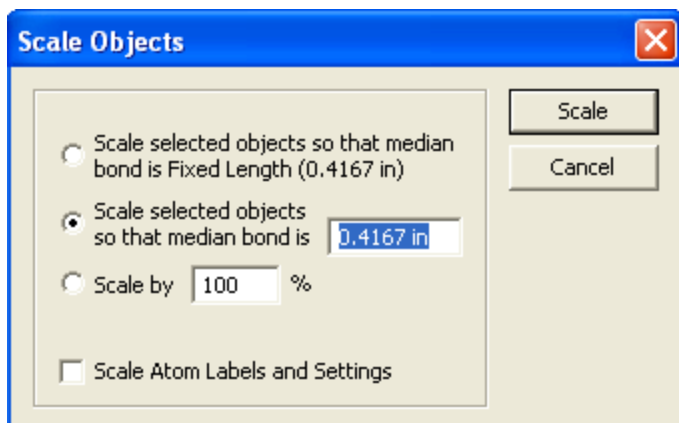 Scale Objects
Scale selected objects so that median
bond is Fixed Length (0.4167 in)
Scale selected objects
so that median bond is 0.4167 in
Scale by 100 %
Scale Atom Labels and Settings
Scale
Cancel